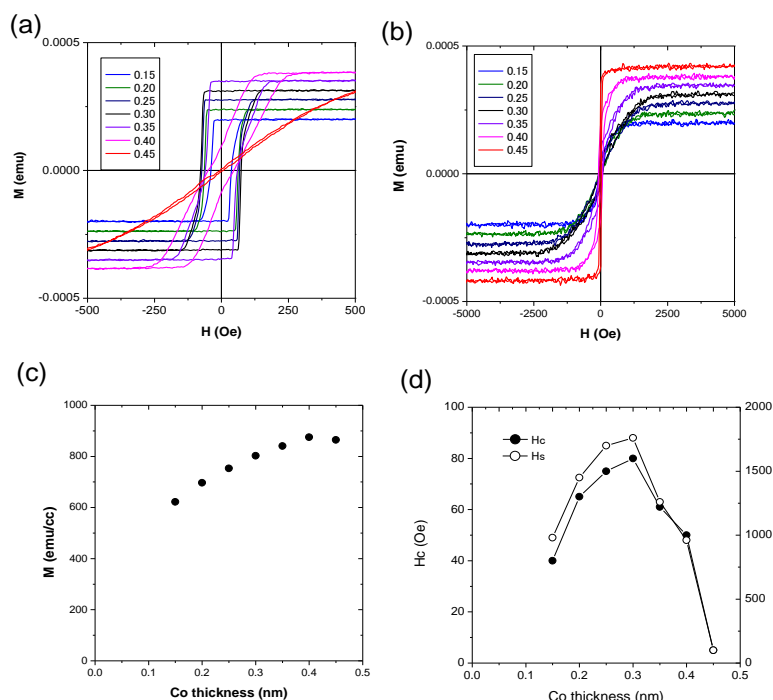 (a)
0.0005
0.15
0.20
0.25
0.30
0.35
0.40
0.45
M (emu)
0.0000
-0.0005
-500 -250 0 250 500
H (Oe)
(b)
0.0005
0.15
0.20
0.25
0.30
0.35
0.40
0.45
M (emu)
0.0000
-0.0005
-5000 -2500 0 2500 5000
H (Oe)
(c)
1000
800
600
400
200
0
M (emu/cc)
0.0 0.1 0.2 0.3 0.4 0.5
Co thickness (nm)
(d)
100
80
60
40
20
0
Hc (Oe)
Hc
Hs
2000
1500
1000
500
0
0.0 0.1 0.2 0.3 0.4 0.5
Co thickness (nm)